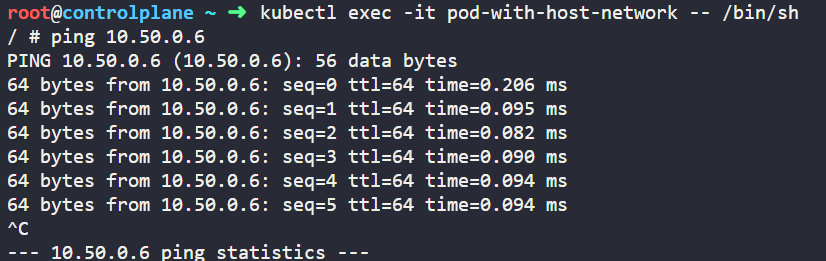 root@controlplane ~ ➜ kubectl exec -it pod-with-host-network -- /bin/sh
/ # ping 10.50.0.6
PING 10.50.0.6 (10.50.0.6): 56 data bytes
64 bytes from 10.50.0.6: seq=0 ttl=64 time=0.206 ms
64 bytes from 10.50.0.6: seq=1 ttl=64 time=0.095 ms
64 bytes from 10.50.0.6: seq=2 ttl=64 time=0.082 ms
64 bytes from 10.50.0.6: seq=3 ttl=64 time=0.090 ms
64 bytes from 10.50.0.6: seq=4 ttl=64 time=0.094 ms
64 bytes from 10.50.0.6: seq=5 ttl=64 time=0.094 ms
^C
--- 10.50.0.6 ping statistics ---